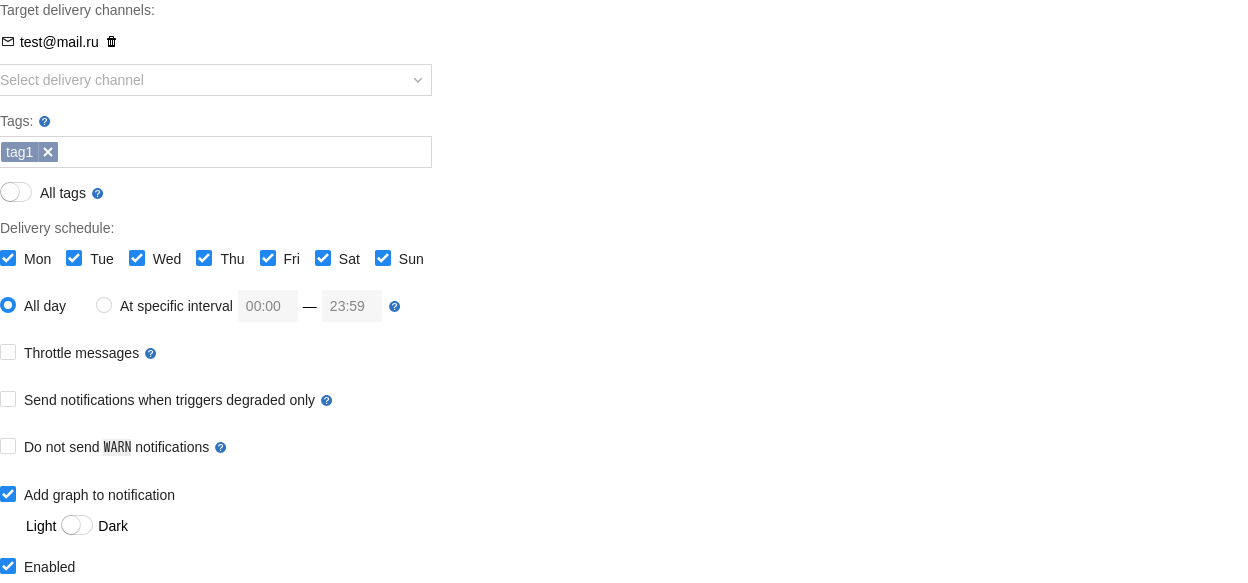 Target delivery channels:
test@mail.ru
Select delivery channel
Tags: ?
tag1
All tags ?
Delivery schedule:
Mon Tue Wed Thu Fri Sat Sun
All day At specific interval 00:00 — 23:59 ?
Throttle messages ?
Send notifications when triggers degraded only ?
Do not send WARN notifications ?
Add graph to notification
Light Dark
Enabled